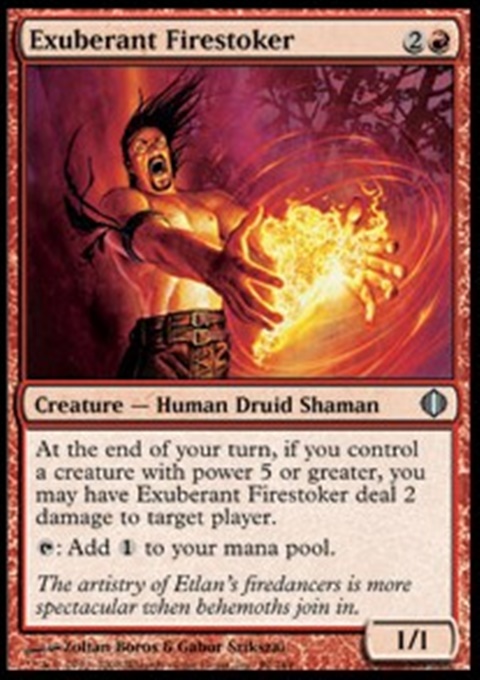 Exuberant Firestoker 2
Creature — Human Druid Shaman
At the end of your turn, if you control
a creature with power 5 or greater, you
may have Exuberant Firestoker deal 2
damage to target player.
: Add 1 to your mana pool.
The artistry of Etlan's firedancers is more
spectacular when behemoths join in.
Zoltan Boros & Gabor Szikszai
1/1